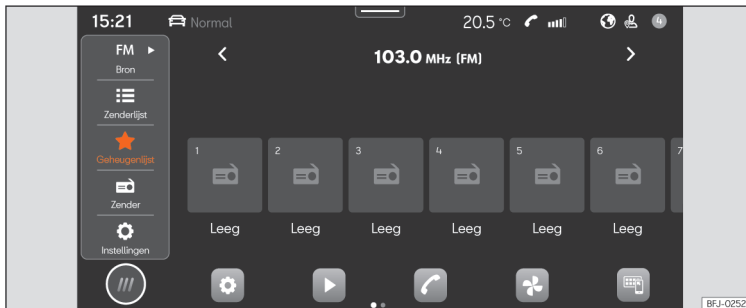 15:21 Normal 20.5 °C 4
FM
Bron
103.0 MHz (FM)
Zenderlijst
Geheugenlijst
Zender
Instellingen
1 2 3 4 5 6 7
Leeg Leeg Leeg Leeg Leeg Leeg
BFJ-0252